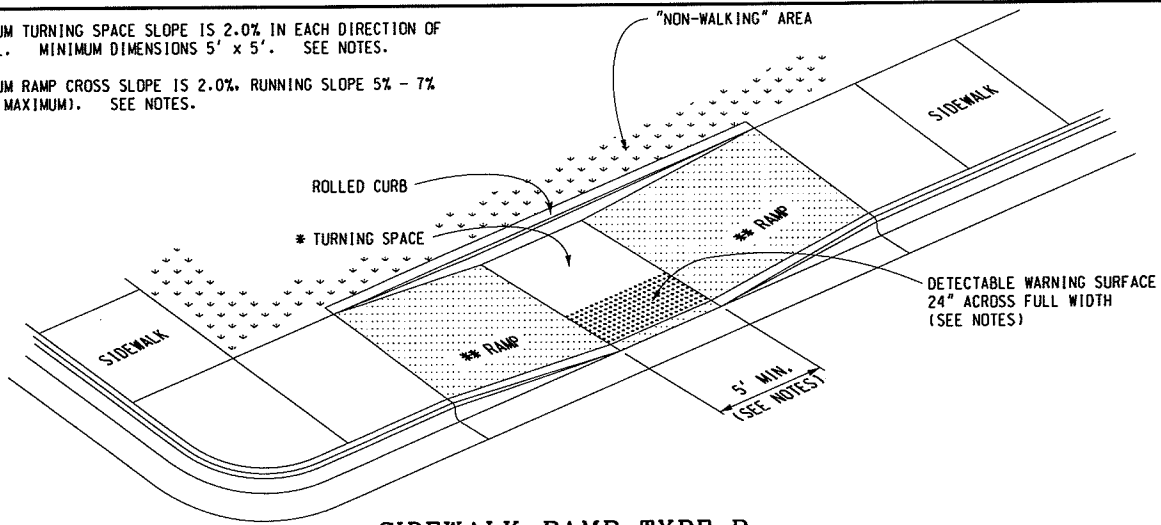 UM TURNING SPACE SLOPE IS 2.0% IN EACH DIRECTION OF
. MINIMUM DIMENSIONS 5' x 5'. SEE NOTES.
UM RAMP CROSS SLOPE IS 2.0%. RUNNING SLOPE 5% - 7%
MAXIMUM). SEE NOTES.
"NON-WALKING" AREA
SIDEWALK
ROLLED CURB
* TURNING SPACE
** RAMP
DETECTABLE WARNING SURFACE
24" ACROSS FULL WIDTH
(SEE NOTES)
SIDEWALK
** RAMP
5' MIN.
(SEE NOTES)